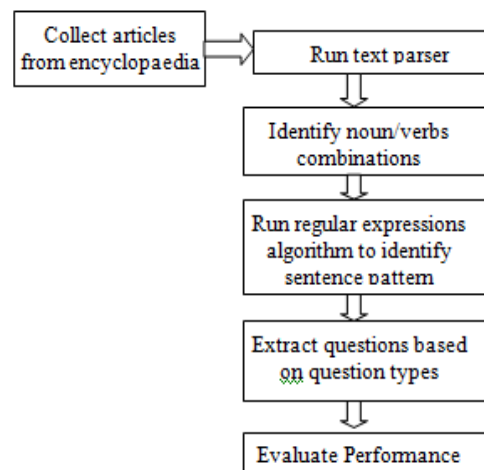 Collect articles
from encyclopaedia
Run text parser
Identify noun/verbs
combinations
Run regular expressions
algorithm to identify
sentence pattern
Extract questions based
on question types
Evaluate Performance